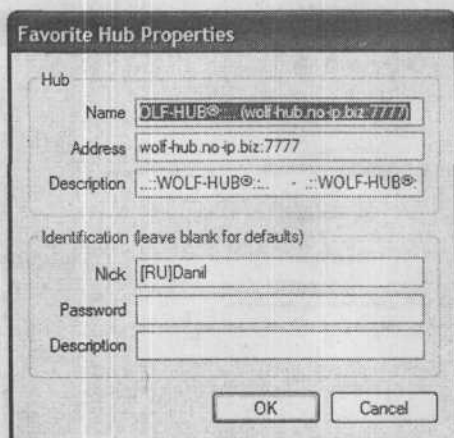 Favorite Hub Properties
Hub
Name OLF-HUB®::.. (wolf-hub.no-ip.biz:7777)
Address wolf-hub.no-ip.biz:7777
Description ..::WOLF-HUB®::.. - .::WOLF-HUB®:
Identification (leave blank for defaults)
Nick [RU]Danil
Password
Description
OK Cancel